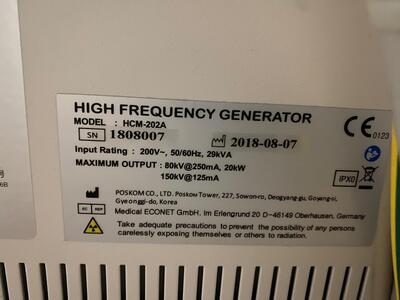 HIGH FREQUENCY GENERATOR
MODEL : HCM-202A
SN 1808007 2018-08-07
CE 0123
Input Rating : 200V~, 50/60Hz, 29kVA
MAXIMUM OUTPUT : 80kV@250mA, 20kW
150kV@125mA
IPX0
POSKOM CO., LTD. Poskom Tower, 227, Sowon-ro, Deogyang-gu, Goyang-si,
Gyeonggi-do, Korea
EC REP
Medical ECONET GmbH. Im Erlengrund 20 D-46149 Oberhausen, Germany
Take adequate precautions to prevent the possibility of any persons
carelessly exposing themselves or others to radiation.